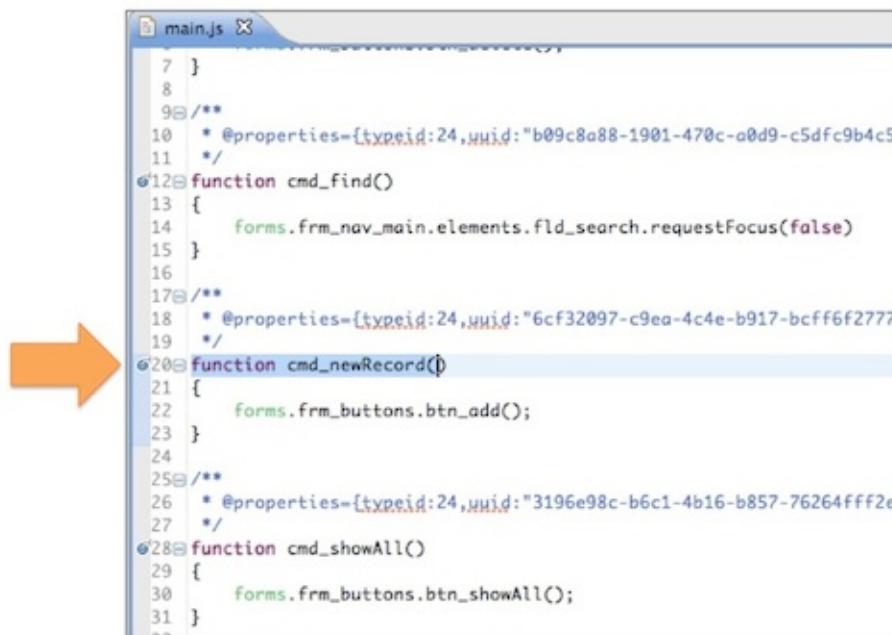 main.js
7 }
8
9 /**
10 * @properties={typeid:24,uuid:"b09c8a88-1901-470c-a0d9-c5dfc9b4c5
11 */
12 function cmd_find()
13 {
14 forms.frm_nav_main.elements.fld_search.requestFocus(false)
15 }
16
17 /**
18 * @properties={typeid:24,uuid:"6cf32097-c9ea-4c4e-b917-bcff6f2777
19 */
20 function cmd_newRecord()
21 {
22 forms.frm_buttons.btn_add();
23 }
24
25 /**
26 * @properties={typeid:24,uuid:"3196e98c-b6c1-4b16-b857-76264fff2e
27 */
28 function cmd_showAll()
29 {
30 forms.frm_buttons.btn_showAll();
31 }